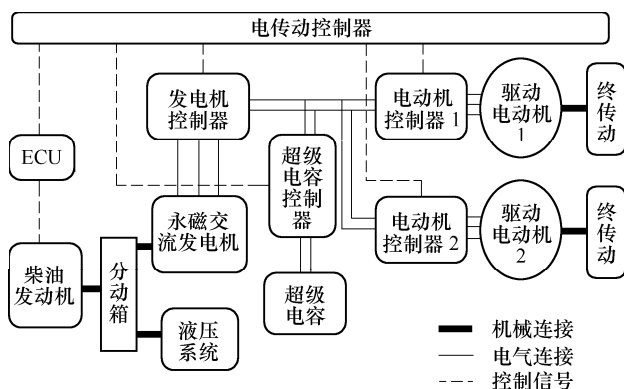 电传动控制器
发电机
控制器
电动机
控制器1
驱动
电动机
1
终
传
动
ECU
超级
电容
控制
器
永磁交
流发电机
电动机
控制器2
驱动
电动机
2
终
传
动
柴油
发动机
分
动
箱
液压
系统
超级
电容
机械连接
电气连接
控制信号